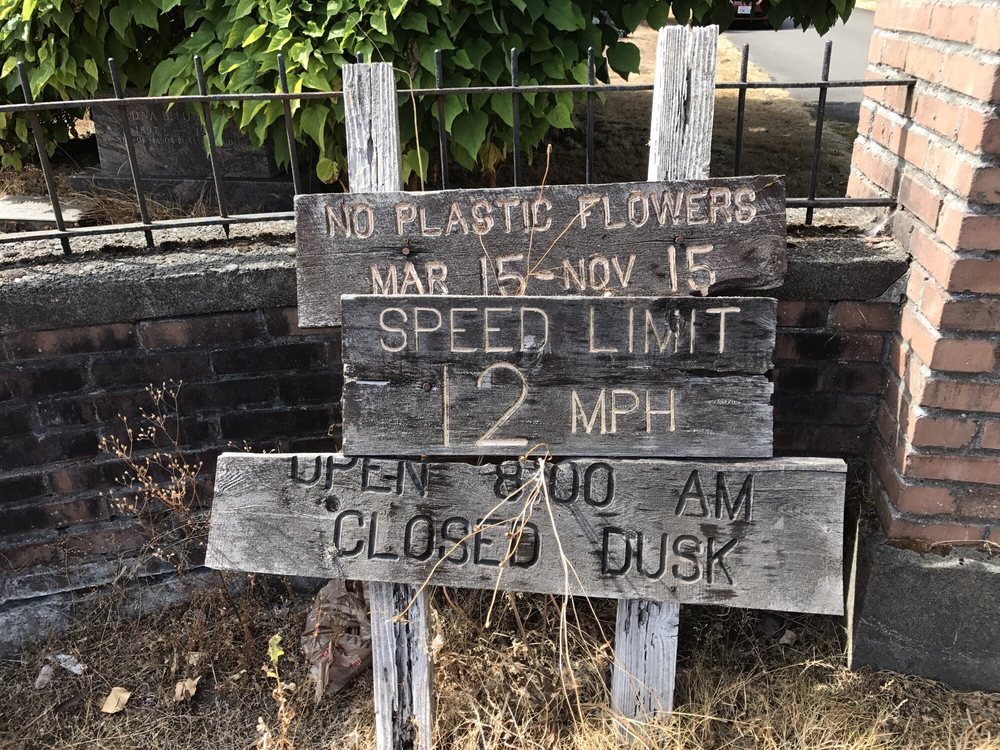 NO PLASTIC FLOWERS
MAR 15-NOV 15
SPEED LIMIT
12 MPH
OPEN 8:00 AM
CLOSED DUSK